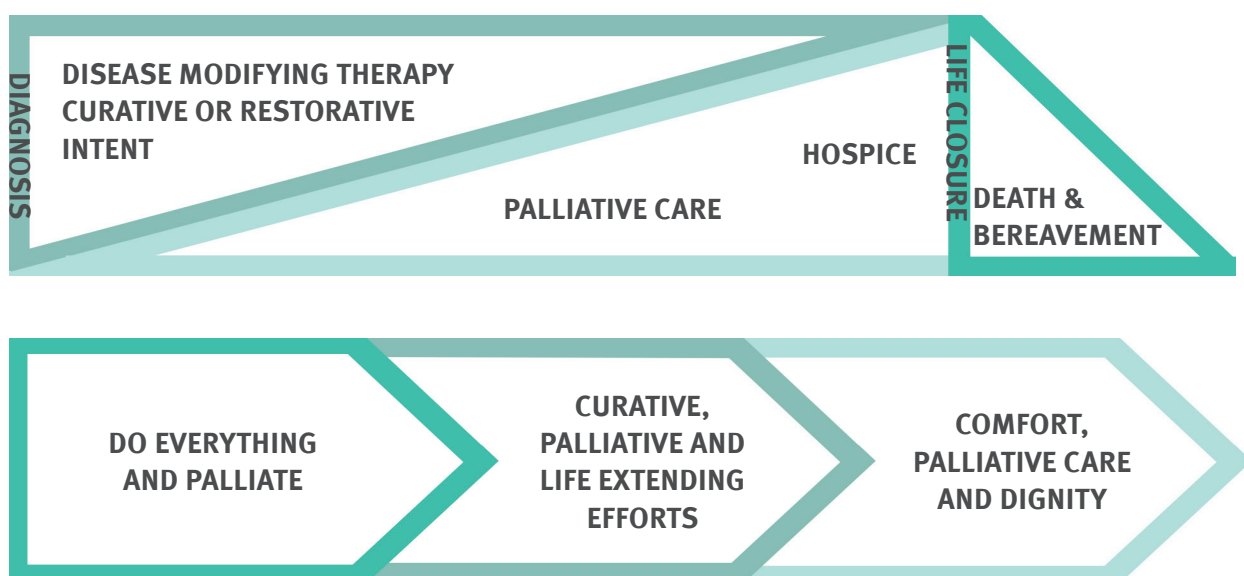 DIAGNOSIS
DISEASE MODIFYING THERAPY
CURATIVE OR RESTORATIVE
INTENT
PALLIATIVE CARE
HOSPICE
LIFE CLOSURE
DEATH &
BEREAVEMENT
DO EVERYTHING
AND PALLIATE
CURATIVE,
PALLIATIVE AND
LIFE EXTENDING
EFFORTS
COMFORT,
PALLIATIVE CARE
AND DIGNITY